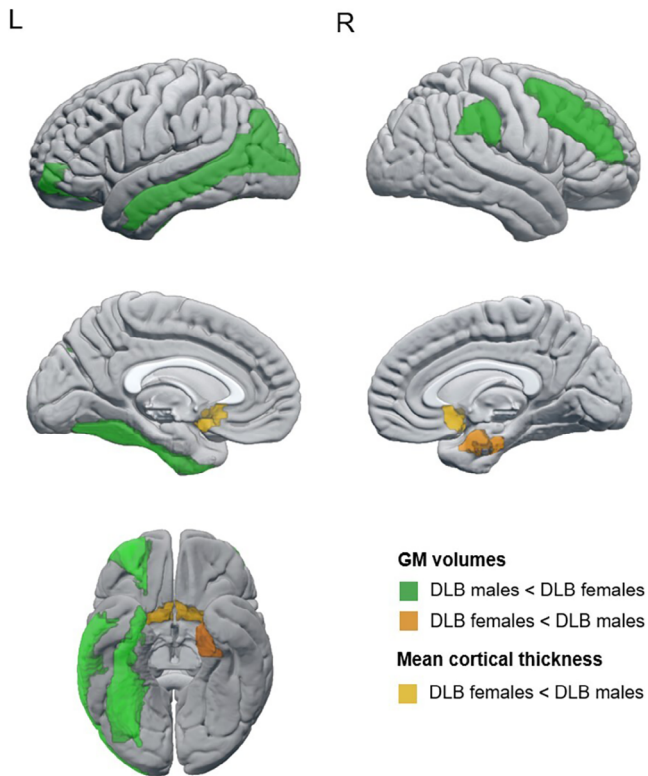 L
R
GM volumes
DLB males < DLB females
DLB females < DLB males
Mean cortical thickness
DLB females < DLB males